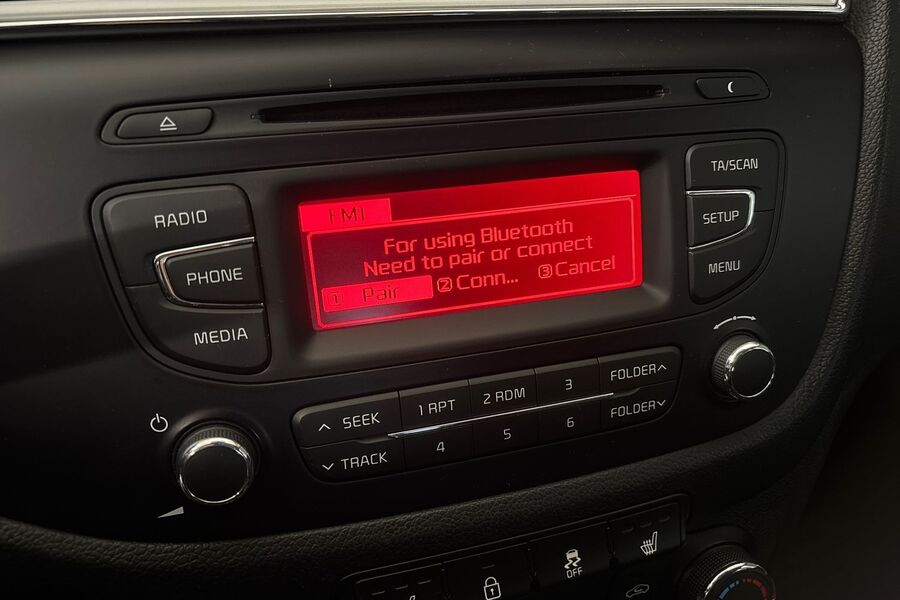 TA/SCAN
RADIO
FM1
SETUP
For using Bluetooth
Need to pair or connect
1 Pair 2 Conn... 3 Cancel
PHONE
MENU
MEDIA
SEEK 1 RPT 2 RDM 3 FOLDER
TRACK 4 5 6 FOLDER
OFF